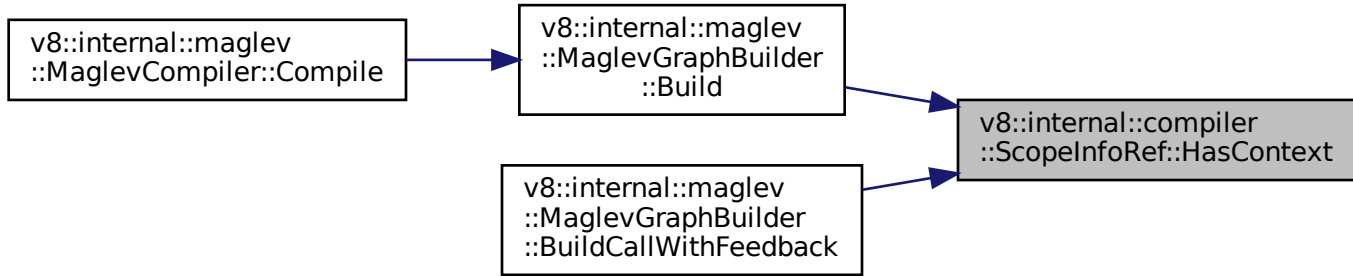 v8::internal::maglev
::MaglevCompiler::Compile
v8::internal::maglev
::MaglevGraphBuilder
::Build
v8::internal::compiler
::ScopeInfoRef::HasContext
v8::internal::maglev
::MaglevGraphBuilder
::BuildCallWithFeedback